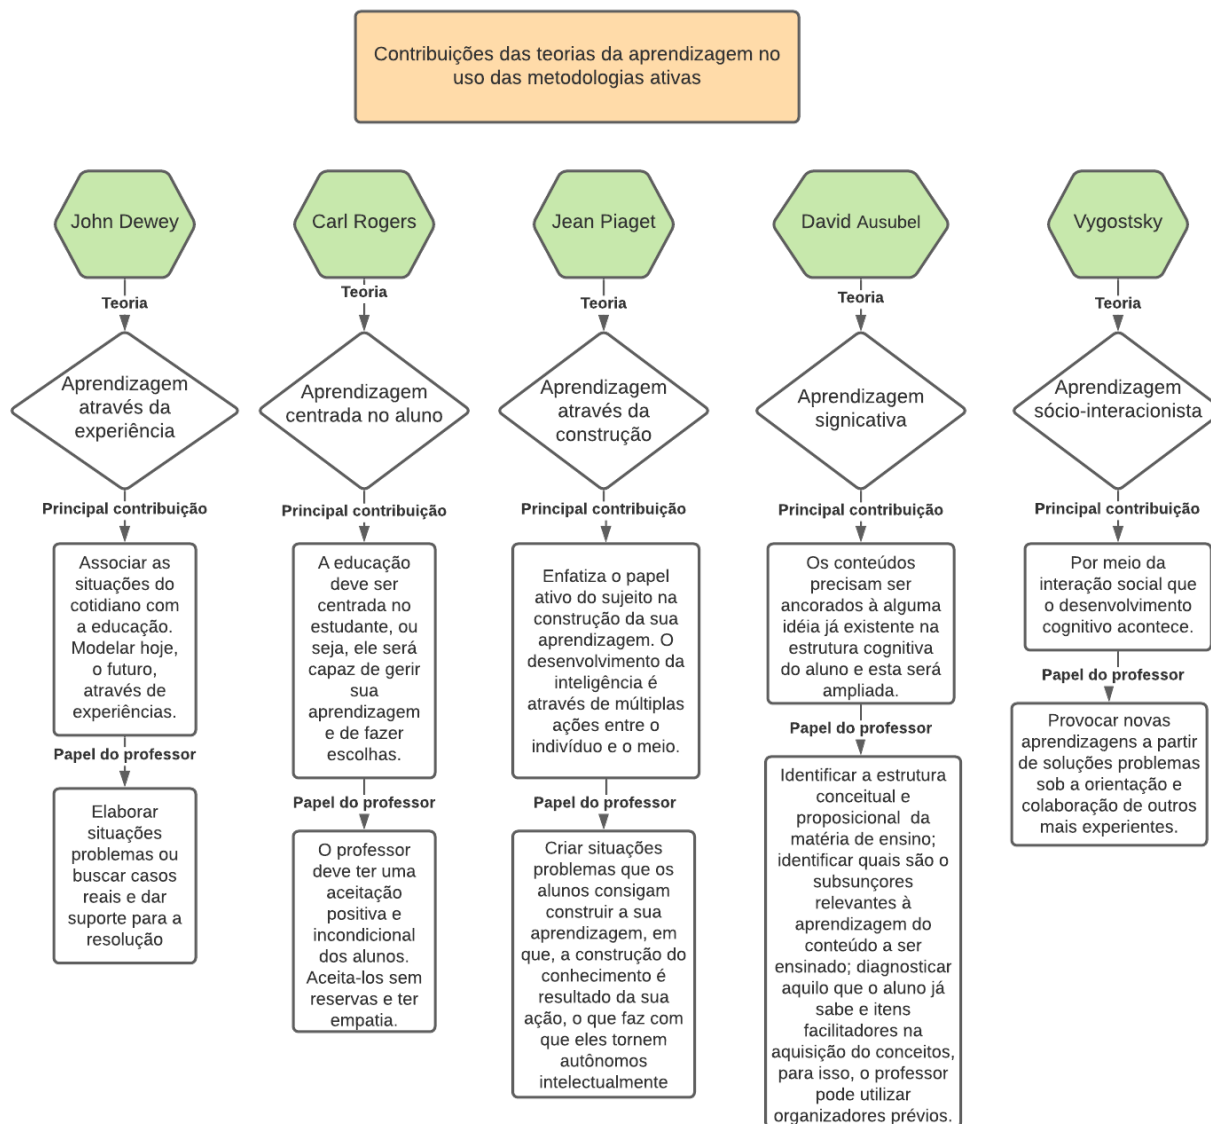 Contribuições das teorias da aprendizagem no
uso das metodologias ativas
John Dewey
Teoria
Aprendizagem
através da
experiência
Principal contribuição
Associar as
situações do
cotidiano com
a educação.
Modelar hoje,
o futuro,
através de
experiências.
Papel do professor
Elaborar
situações
problemas ou
buscar casos
reais e dar
suporte para a
resolução
Carl Rogers
Teoria
Aprendizagem
centrada no aluno
Principal contribuição
A educação
deve ser
centrada no
estudante, ou
seja, ele será
capaz de gerir
sua
aprendizagem
e de fazer
escolhas.
Papel do professor
O professor
deve ter uma
aceitação
positiva e
incondicional
dos alunos.
Aceita-los sem
reservas e ter
empatia.
Jean Piaget
Teoria
Aprendizagem
através da
construção
Principal contribuição
Enfatiza o papel
ativo do sujeito na
construção da sua
aprendizagem. O
desenvolvimento da
inteligência é
através de múltiplas
ações entre o
indivíduo e o meio.
Papel do professor
Criar situações
problemas que os
alunos consigam
construir a sua
aprendizagem, em
que, a construção do
conhecimento é
resultado da sua
ação, o que faz com
que eles tornem
autônomos
intelectualmente
David Ausubel
Teoria
Aprendizagem
signicativa
Principal contribuição
Os conteúdos
precisam ser
ancorados à alguma
idéia já existente na
estrutura cognitiva
do aluno e esta será
ampliada.
Papel do professor
Identificar a estrutura
conceitual e
proposicional da
matéria de ensino;
identificar quais são o
subsunçores
relevantes à
aprendizagem do
conteúdo a ser
ensinado; diagnosticar
aquilo que o aluno já
sabe e itens
facilitadores na
aquisição do conceitos,
para isso, o professor
pode utilizar
organizadores prévios.
Vygostsky
Teoria
Aprendizagem
sócio-interacionista
Principal contribuição
Por meio da
interação social que
o desenvolvimento
cognitivo acontece.
Papel do professor
Provocar novas
aprendizagens a partir
de soluções problemas
sob a orientação e
colaboração de outros
mais experientes.